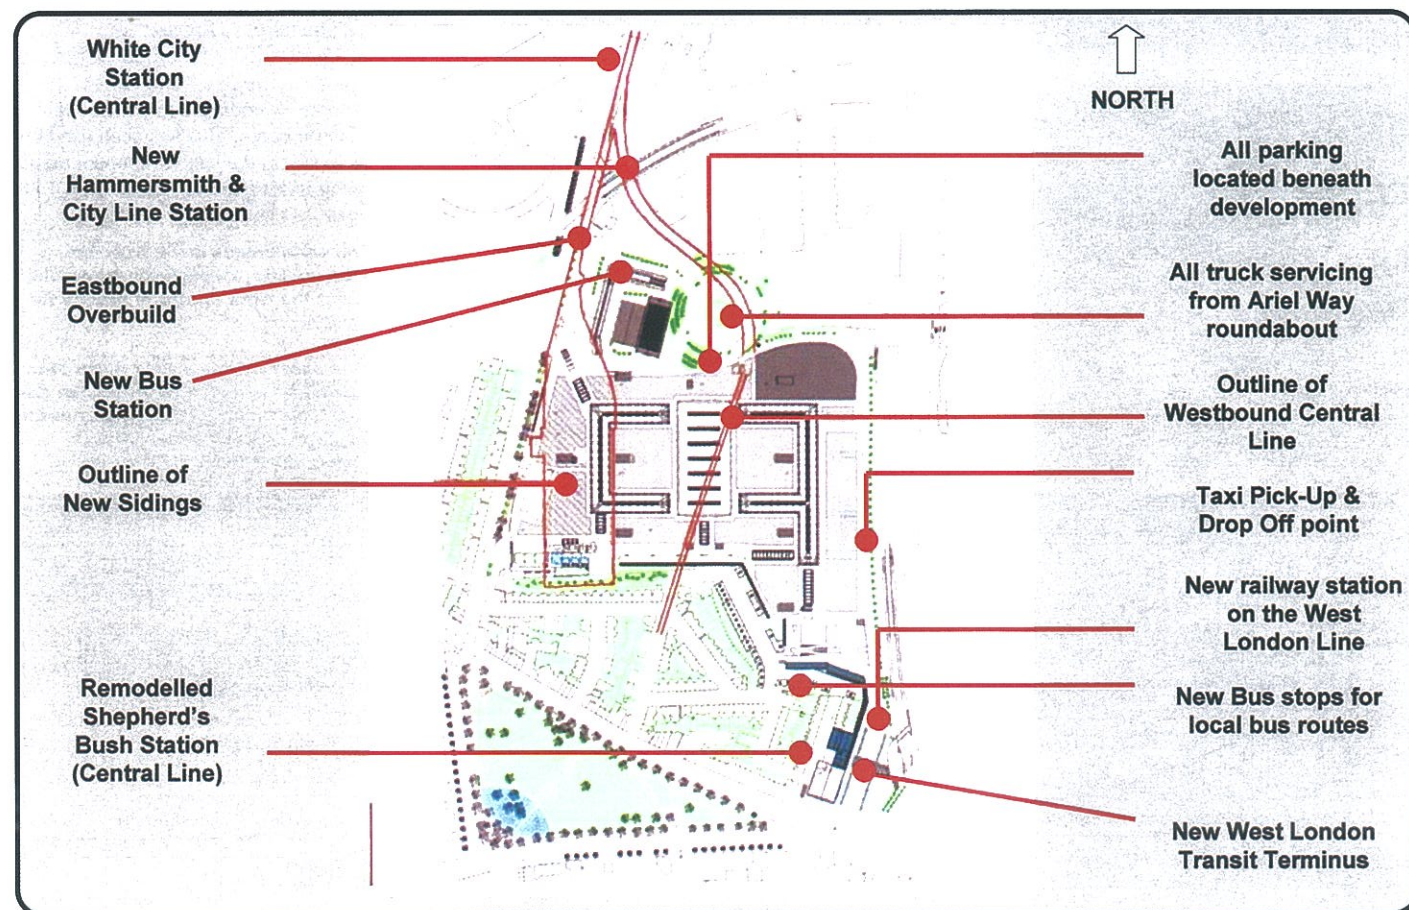 White City
Station
(Central Line)
New
Hammersmith &
City Line Station
Eastbound
Overbuild
New Bus
Station
Outline of
New Sidings
Remodelled
Shepherd's
Bush Station
(Central Line)
NORTH
All parking
located beneath
development
All truck servicing
from Ariel Way
roundabout
Outline of
Westbound Central
Line
Taxi Pick-Up &
Drop Off point
New railway station
on the West
London Line
New Bus stops for
local bus routes
New West London
Transit Terminus